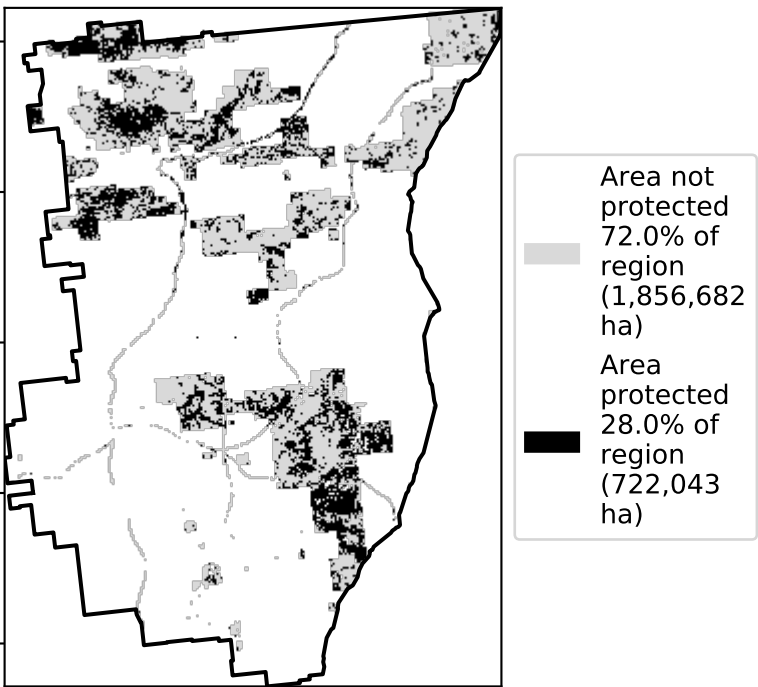 Area not
protected
72.0% of
region
(1,856,682
ha)
Area
protected
28.0% of
region
(722,043
ha)